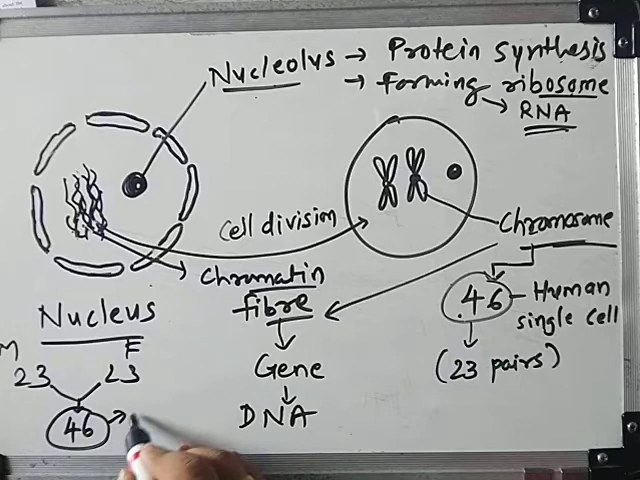 Nucleolus → Protein synthesis
→ Forming ribosome
→ RNA
Cell division
Chromosome
Chromatin
fibre
46 - Human
single cell
(23 pairs)
Gene
DNA
Nucleus
M F
23 23
46 →